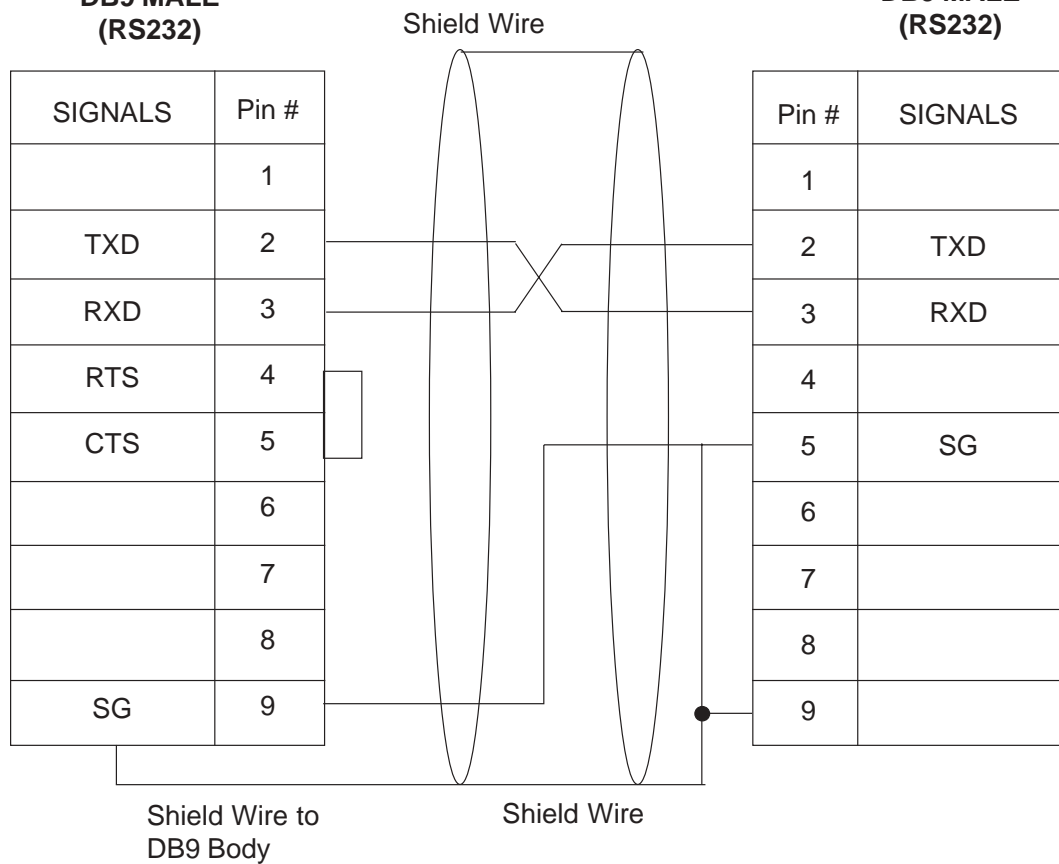 (RS232)
Shield Wire
(RS232)
SIGNALS Pin #
1
TXD 2
RXD 3
RTS 4
CTS 5
6
7
8
SG 9
Pin # SIGNALS
1
2 TXD
3 RXD
4
5 SG
6
7
8
9
Shield Wire to
DB9 Body
Shield Wire